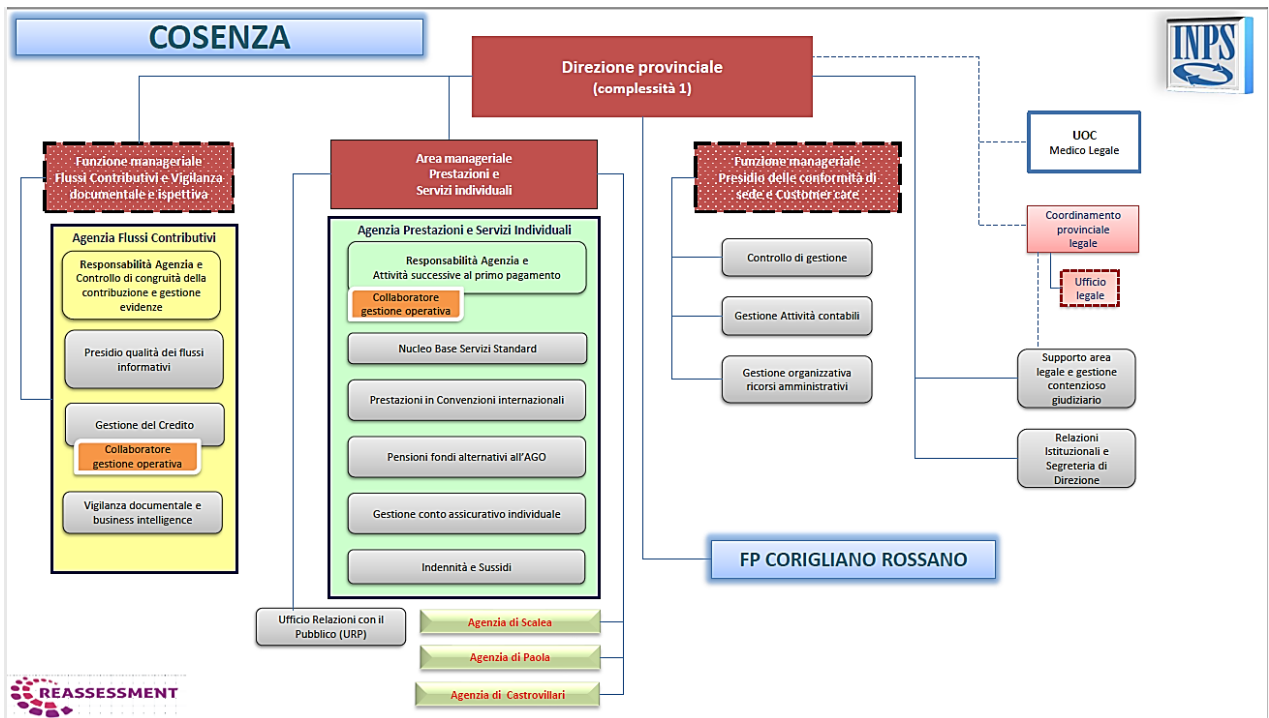 COSENZA
Direzione provinciale
(complessità 1)
INPS
Funzione manageriale
Flussi Contributivi e Vigilanza
documentale e ispettiva
Agenzia Flussi Contributivi
Responsabilità Agenzia e
Controllo di congruità della
contribuzione e gestione
evidenze
Presidio qualità dei flussi
informativi
Gestione del Credito
Collaboratore
gestione operativa
Vigilanza documentale e
business intelligence
Area manageriale
Prestazioni e
Servizi individuali
Agenzia Prestazioni e Servizi Individuali
Responsabilità Agenzia e
Attività successive al primo pagamento
Collaboratore
gestione operativa
Nucleo Base Servizi Standard
Prestazioni in Convenzioni internazionali
Pensioni fondi alternativi all'AGO
Gestione conto assicurativo individuale
Indennità e Sussidi
Ufficio Relazioni con il
Pubblico (URP)
Agenzia di Scalea
Agenzia di Paola
Agenzia di Castrovillari
Funzione manageriale
Presidio delle conformità di
sede e Customer care
Controllo di gestione
Gestione Attività contabili
Gestione organizzativa
ricorsi amministrativi
FP CORIGLIANO ROSSANO
UOC
Medico Legale
Coordinamento
provinciale
legale
Ufficio
legale
Supporto area
legale e gestione
contenzioso
giudiziario
Relazioni
Istituzionali e
Segreteria di
Direzione
REASSESSMENT